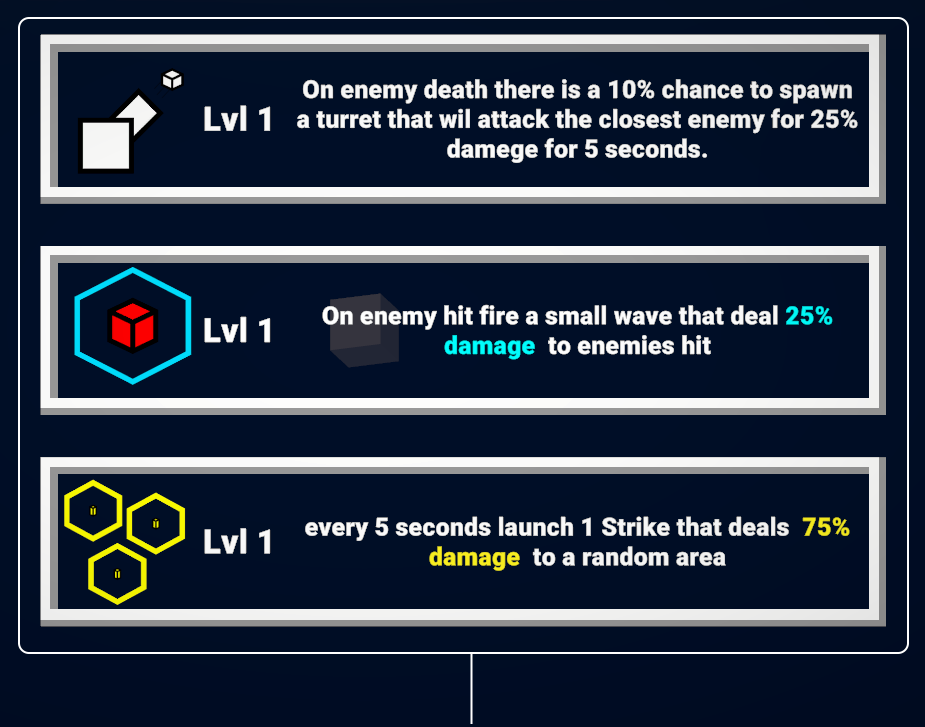 On enemy death there is a 10% chance to spawn
Lvl 1
a turret that wil attack the closest enemy for 25%
damege for 5 seconds.
On enemy hit fire a small wave that deal 25%
Lvl 1
damage to enemies hit
every 5 seconds launch 1 Strike that deals 75%
Lvl 1
damage to a random area